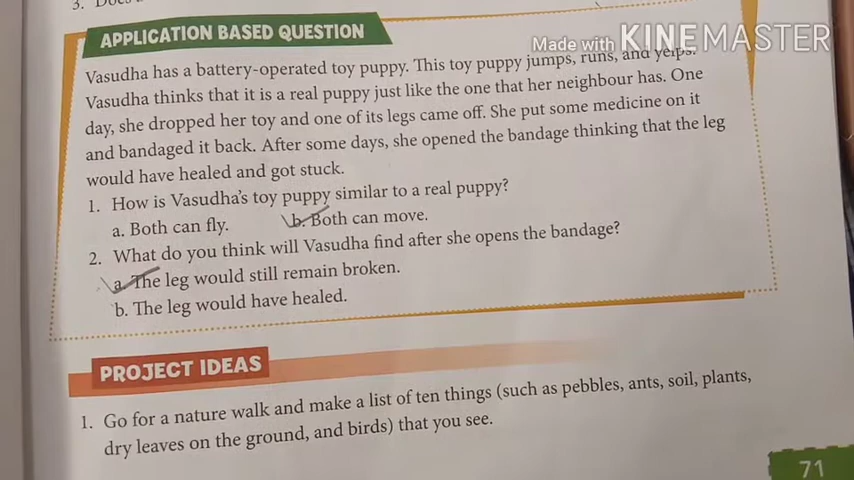 3. Does
Made with KINEMASTER
APPLICATION BASED QUESTION
Vasudha has a battery-operated toy puppy. This toy puppy jumps, runs, and yelps.
Vasudha thinks that it is a real puppy just like the one that her neighbour has. One
day, she dropped her toy and one of its legs came off. She put some medicine on it
and bandaged it back. After some days, she opened the bandage thinking that the leg
would have healed and got stuck.
1. How is Vasudha's toy puppy similar to a real puppy?
a. Both can fly. b. Both can move.
2. What do you think will Vasudha find after she opens the bandage?
a. The leg would still remain broken.
b. The leg would have healed.
PROJECT IDEAS
1. Go for a nature walk and make a list of ten things (such as pebbles, ants, soil, plants,
dry leaves on the ground, and birds) that you see.
71